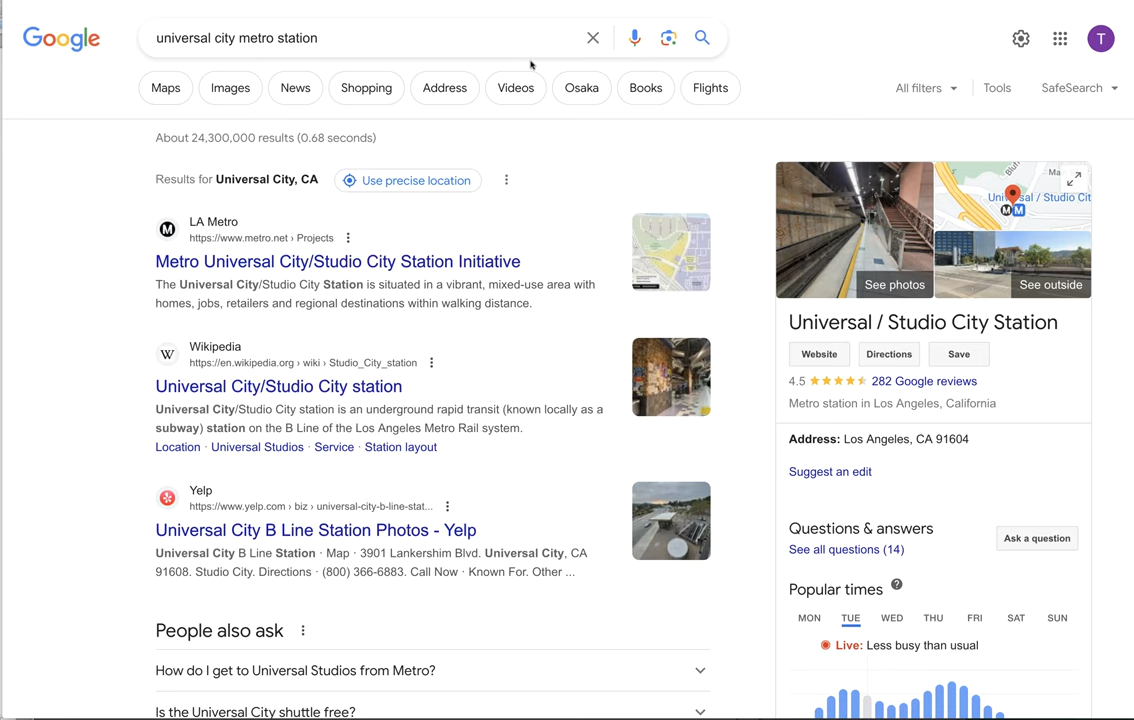 Google
universal city metro station
T
Maps
Images
News
Shopping
Address
Videos
Osaka
Books
Flights
All filters
Tools
SafeSearch
About 24,300,000 results (0.68 seconds)
Results for Universal City, CA
Use precise location
LA Metro
https://www.metro.net › Projects
Metro Universal City/Studio City Station Initiative
The Universal City/Studio City Station is situated in a vibrant, mixed-use area with
homes, jobs, retailers and regional destinations within walking distance.
W
Wikipedia
https://en.wikipedia.org › wiki › Studio_City_station
Universal City/Studio City station
Universal City/Studio City station is an underground rapid transit (known locally as a
subway) station on the B Line of the Los Angeles Metro Rail system.
Location · Universal Studios · Service · Station layout
Yelp
https://www.yelp.com › biz › universal-city-b-line-stat...
Universal City B Line Station Photos - Yelp
Universal City B Line Station · Map · 3901 Lankershim Blvd. Universal City, CA
91608. Studio City. Directions · (800) 366-6883. Call Now · Known For. Other ...
People also ask
How do I get to Universal Studios from Metro?
Is the Universal City shuttle free?
See photos
See outside
Universal / Studio City Station
Website
Directions
Save
4.5
282 Google reviews
Metro station in Los Angeles, California
Address: Los Angeles, CA 91604
Suggest an edit
Questions & answers
See all questions (14)
Ask a question
Popular times
MON
TUE
WED
THU
FRI
SAT
SUN
Live: Less busy than usual